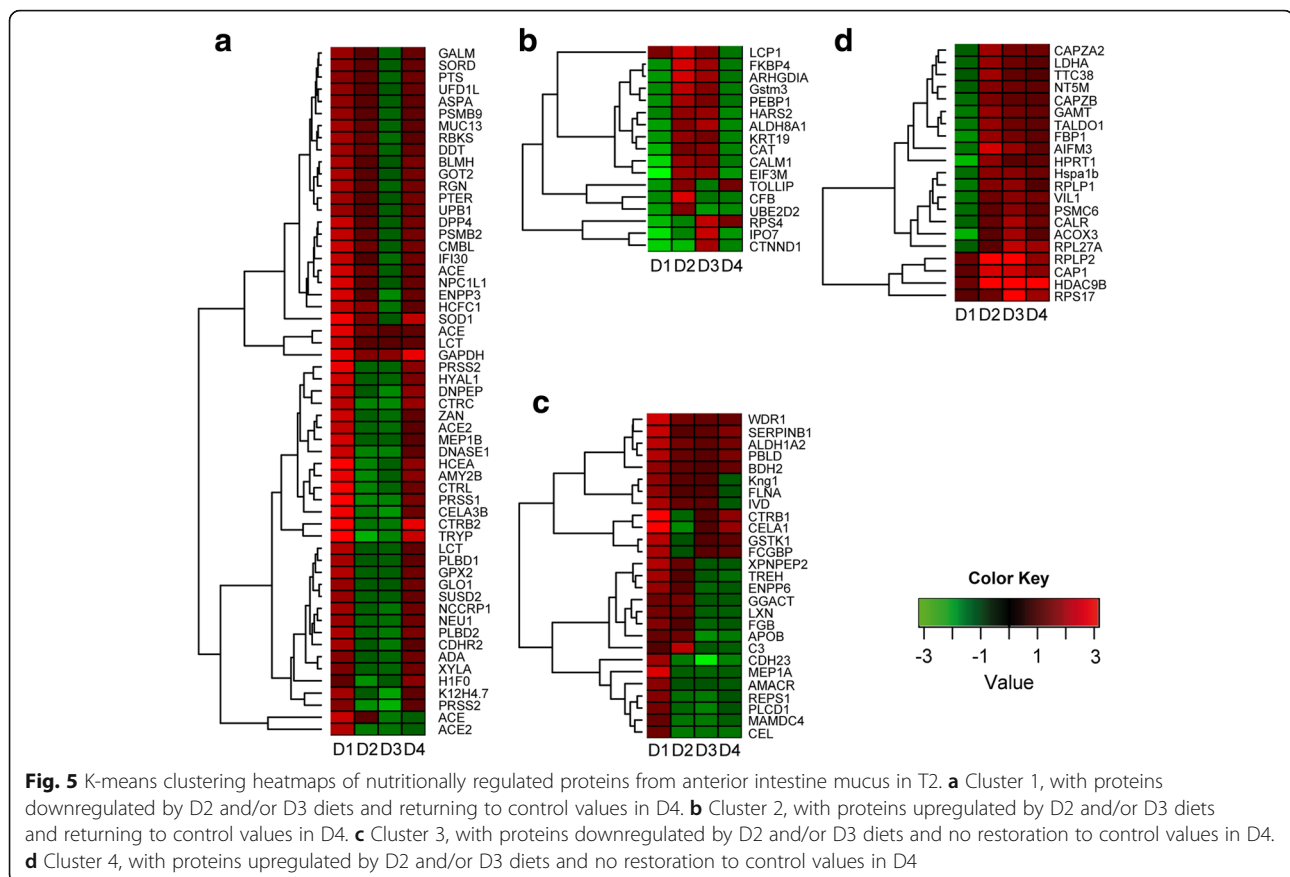 a
GALM
SORD
PTS
UFD1L
ASPA
PSMB9
MUC13
RBKS
DDT
BLMH
GOT2
RGN
PTER
UPB1
DPP4
PSMB2
CMBL
IFI30
ACE
NPC1L1
ENPP3
HCFC1
SOD1
ACE
LCT
GAPDH
PRSS2
HYAL1
DNPEP
CTRC
ZAN
ACE2
MEP1B
DNASE1
HCEA
AMY2B
CTRL
PRSS1
CELA3B
CTRB2
TRYP
LCT
PLBD1
GPX2
GLO1
SUSD2
NCCRP1
NEU1
PLBD2
CDHR2
ADA
XYLA
H1F0
K12H4.7
PRSS2
ACE
ACE2
D1 D2 D3 D4
b
LCP1
FKBP4
ARHGDIA
Gstm3
PEBP1
HARS2
ALDH8A1
KRT19
CAT
CALM1
EIF3M
TOLLIP
CFB
UBE2D2
RPS4
IPO7
CTNND1
D1 D2 D3 D4
d
CAPZA2
LDHA
TTC38
NT5M
CAPZB
GAMT
TALDO1
FBP1
AIFM3
HPRT1
Hspa1b
RPLP1
VIL1
PSMC6
CALR
ACOX3
RPL27A
RPLP2
CAP1
HDAC9B
RPS17
D1 D2 D3 D4
c
WDR1
SERPINB1
ALDH1A2
PBLD
BDH2
Kng1
FLNA
IVD
CTRB1
CELA1
GSTK1
FCGBP
XPNPEP2
TREH
ENPP6
GGACT
LXN
FGB
APOB
C3
CDH23
MEP1A
AMACR
REPS1
PLCD1
MAMDC4
CEL
D1 D2 D3 D4
Color Key
-3 -1 1 3
Value
Fig. 5 K-means clustering heatmaps of nutritionally regulated proteins from anterior intestine mucus in T2. a Cluster 1, with proteins
downregulated by D2 and/or D3 diets and returning to control values in D4. b Cluster 2, with proteins upregulated by D2 and/or D3 diets
and returning to control values in D4. c Cluster 3, with proteins downregulated by D2 and/or D3 diets and no restoration to control values in D4.
d Cluster 4, with proteins upregulated by D2 and/or D3 diets and no restoration to control values in D4